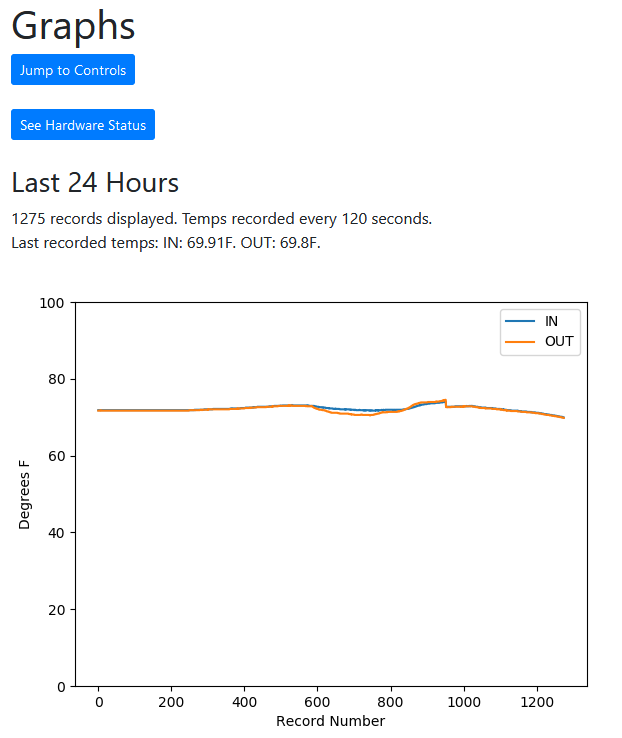 Graphs
Jump to Controls
See Hardware Status
Last 24 Hours
1275 records displayed. Temps recorded every 120 seconds.
Last recorded temps: IN: 69.91F. OUT: 69.8F.
IN
OUT
100
80
60
40
20
0
Degrees F
0 200 400 600 800 1000 1200
Record Number